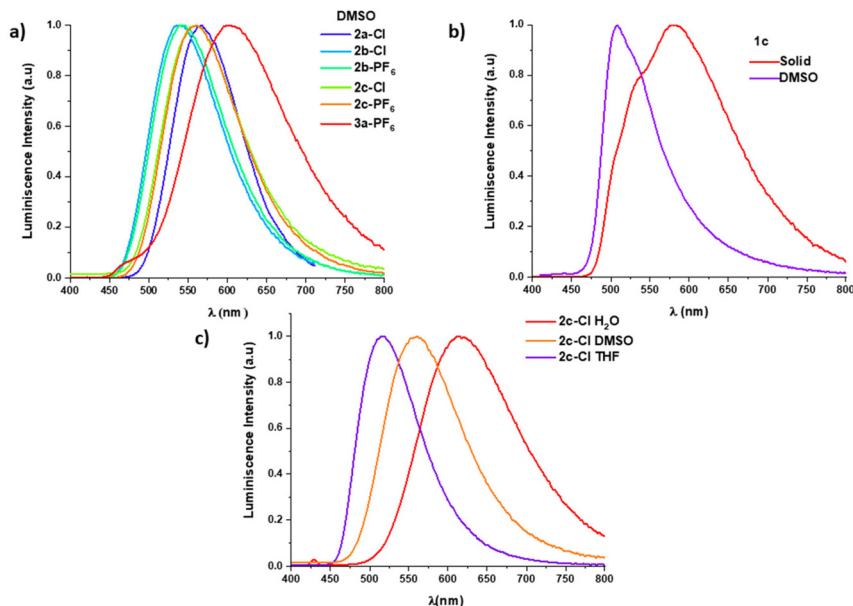 a)
DMSO
2a-Cl
2b-Cl
2b-PF6
2c-Cl
2c-PF6
3a-PF6
Luminiscence Intensity (a.u)
1.0
0.8
0.6
0.4
0.2
0.0
400 450 500 550 600 650 700 750 800
λ (nm)
b)
1c
Solid
DMSO
Luminiscence Intensity (a.u)
1.0
0.8
0.6
0.4
0.2
0.0
400 450 500 550 600 650 700 750 800
λ (nm)
c)
2c-Cl H2O
2c-Cl DMSO
2c-Cl THF
Luminiscence Intensity (a.u)
1.0
0.8
0.6
0.4
0.2
0.0
400 450 500 550 600 650 700 750 800
λ(nm)